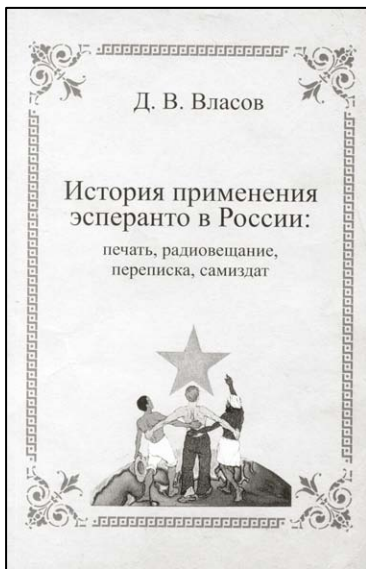 Д. В. Власов
История применения
эсперанто в России:
печать, радиовещание,
переписка, самиздат